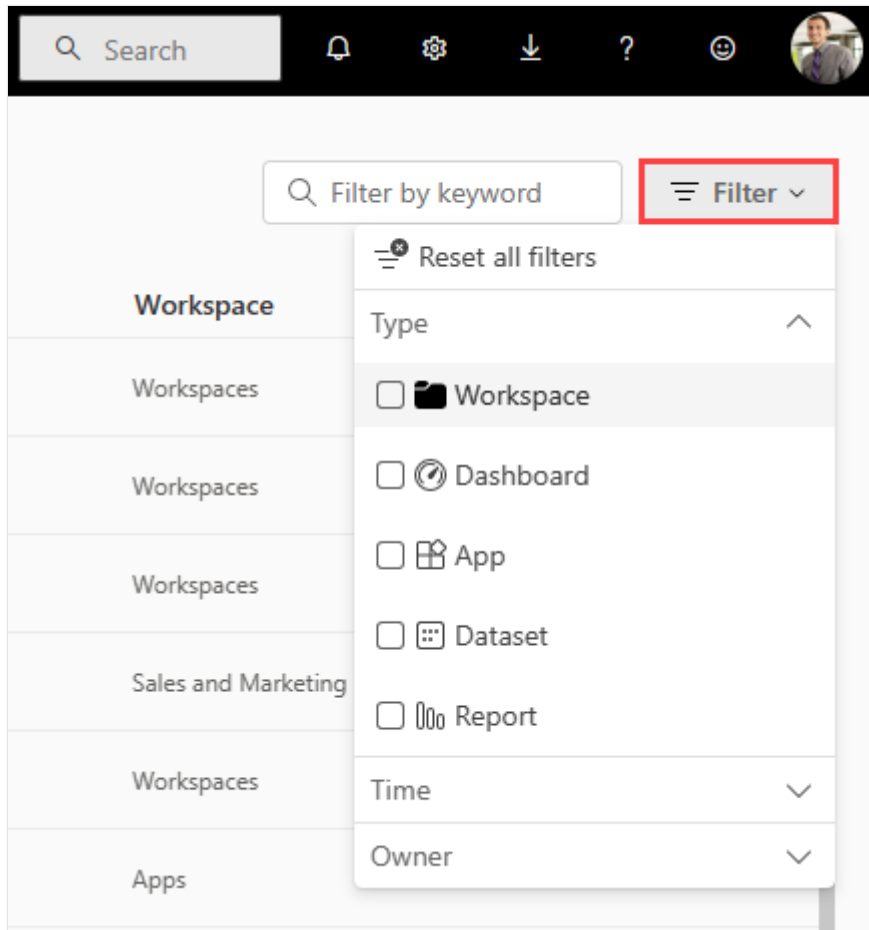 Search
?
Filter by keyword
Filter
Reset all filters
Workspace
Type
Workspaces
Workspace
Workspaces
Dashboard
Workspaces
App
Sales and Marketing
Dataset
Report
Workspaces
Time
Apps
Owner